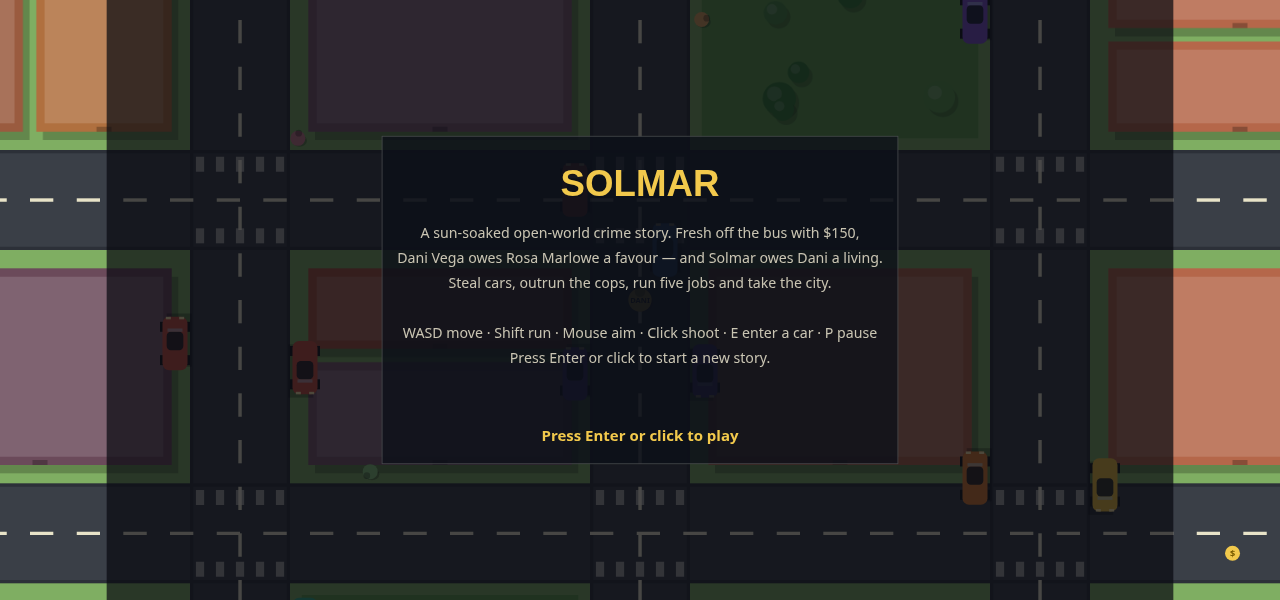 SOLMAR
A sun-soaked open-world crime story. Fresh off the bus with $150,
Dani Vega owes Rosa Marlowe a favour — and Solmar owes Dani a living.
Steal cars, outrun the cops, run five jobs and take the city.
WASD move · Shift run · Mouse aim · Click shoot · E enter a car · P pause
Press Enter or click to start a new story.
Press Enter or click to play
$